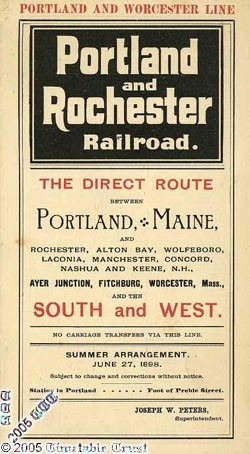 PORTLAND AND WORCESTER LINE
Portland
and
Rochester
Railroad.
THE DIRECT ROUTE
BETWEEN
PORTLAND, MAINE,
AND
ROCHESTER, ALTON BAY, WOLFEBORO,
LACONIA, MANCHESTER, CONCORD,
NASHUA AND KEENE, N.H.,
AYER JUNCTION, FITCHBURG, WORCESTER, Mass.,
AND THE
SOUTH and WEST.
NO CARRIAGE TRANSFERS VIA THIS LINE.
SUMMER ARRANGEMENT.
JUNE 27, 1898.
Subject to change and corrections without notice.
Station in Portland - - - - Foot of Preble Street.
JOSEPH W. PETERS,
Superintendent.
2005
© 2005 Timetable Trust